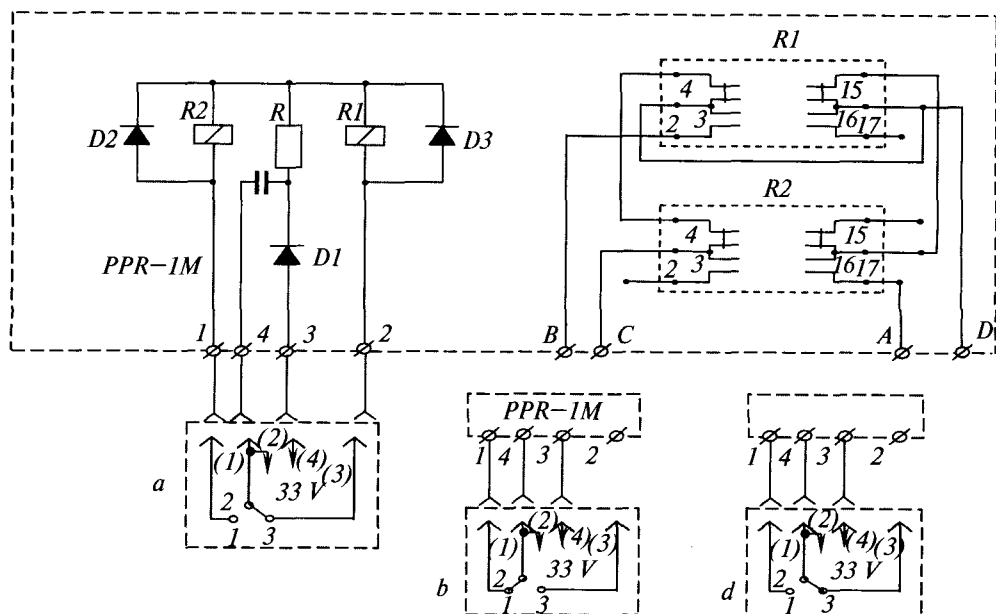 R1
R2 R R1
D2 D3
4 15
3 16 17
2
R2
4 15
3 16 17
2
PPR-1M D1
1 4 3 2 B C A D
PPR-1M
1 4 3 2
1 4 3 2
a
(1) (2) (4) (3)
33 V
2
1 3
b
(1) (2) (4) (3)
33 V
2
1 3
d
(1) (2) (4) (3)
33 V
2
1 3